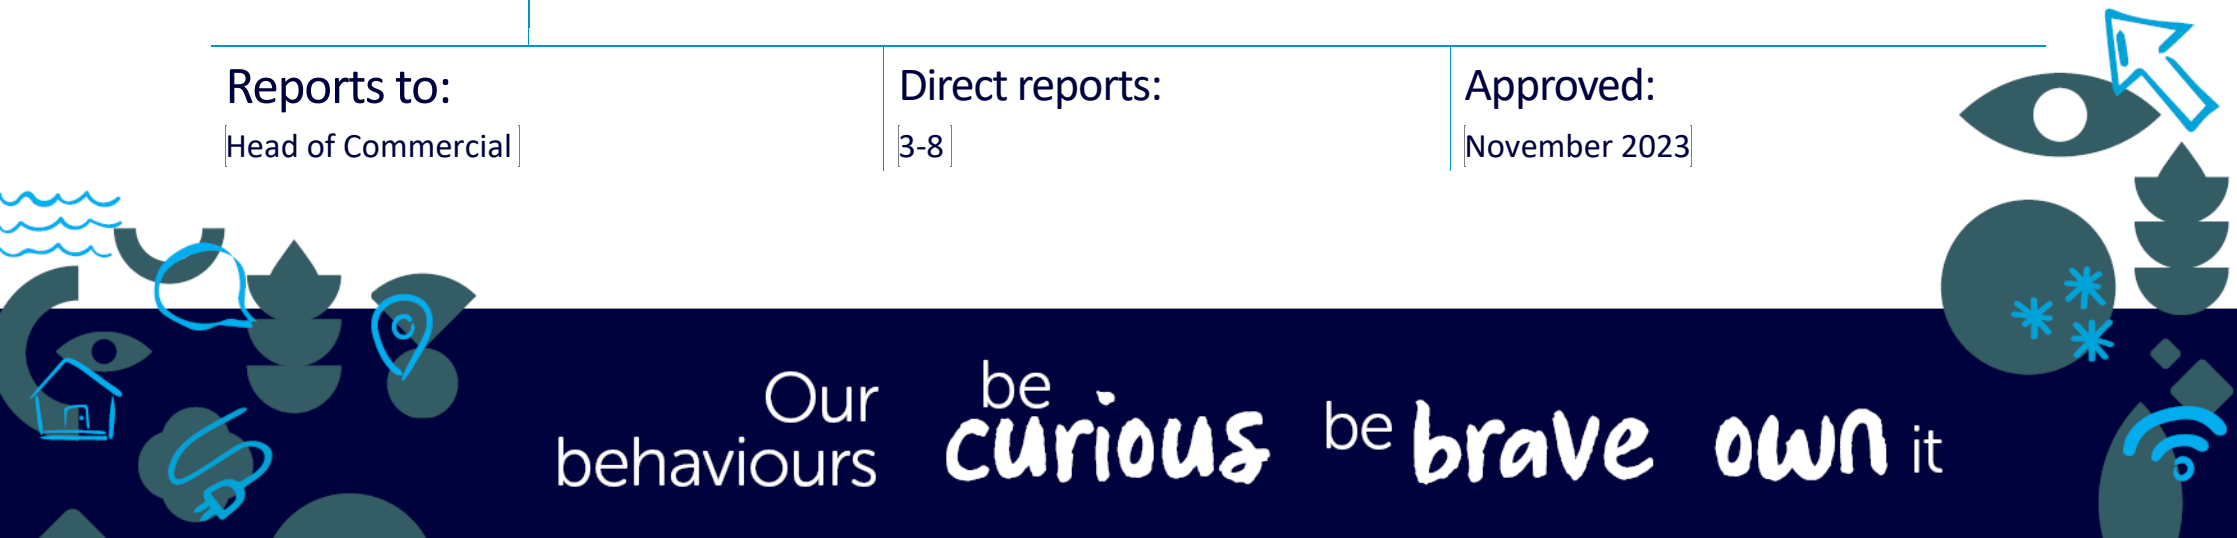 Reports to:
Head of Commercial
Direct reports:
3-8
Approved:
November 2023
Our
behaviours
be
curious
be brave
own it